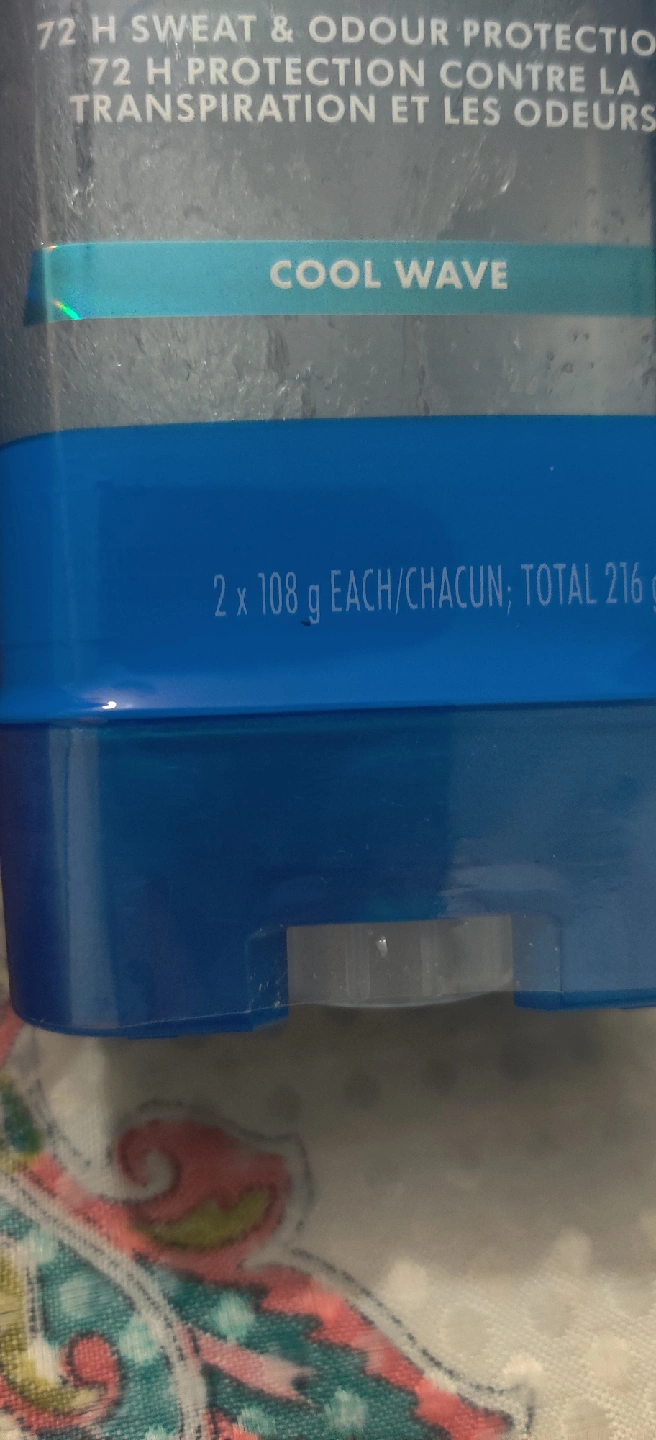 72 H SWEAT & ODOUR PROTECTIO
72 H PROTECTION CONTRE LA
TRANSPIRATION ET LES ODEURS
COOL WAVE
2 x 108 g EACH/CHACUN; TOTAL 216 g